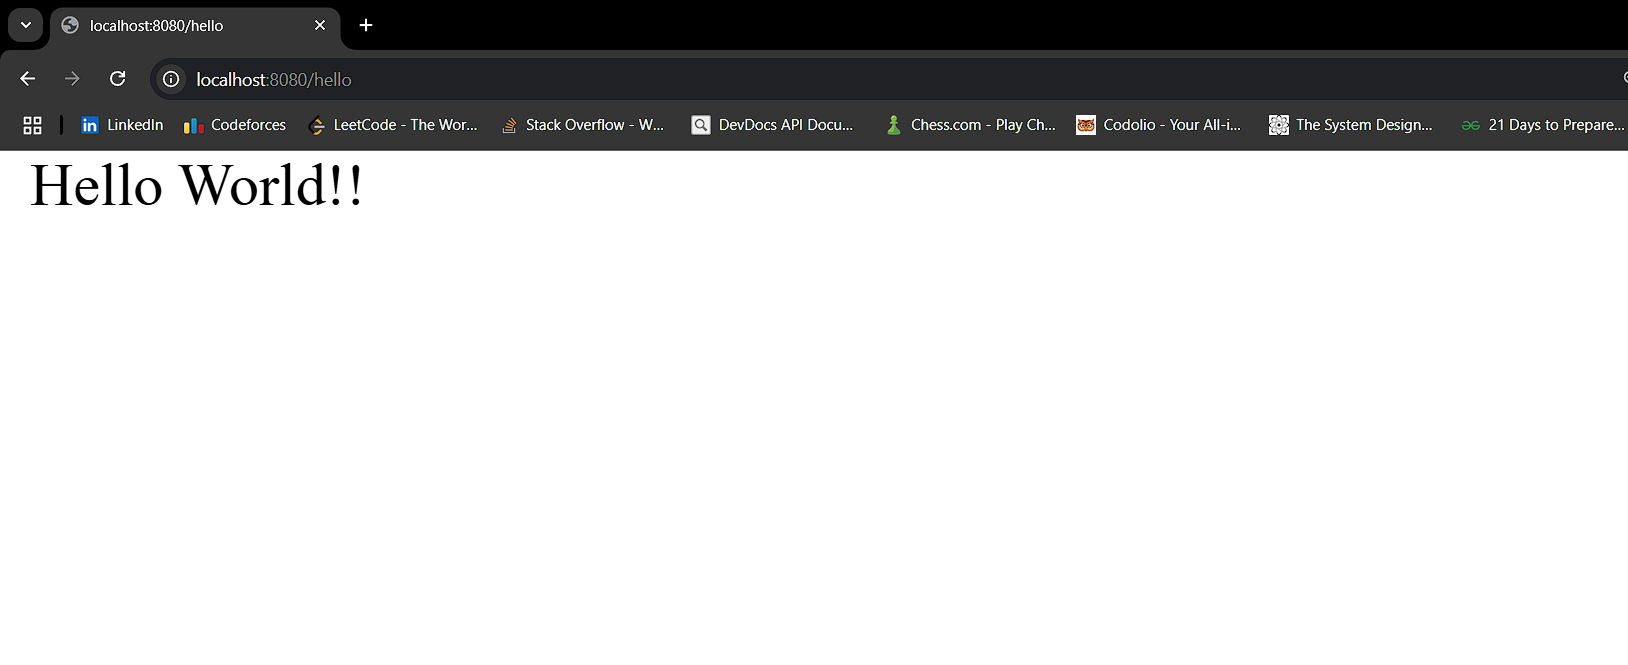 localhost:8080/hello
localhost:8080/hello
LinkedIn Codeforces LeetCode - The Wor... Stack Overflow - W... DevDocs API Docu... Chess.com - Play Ch... Codolio - Your All-i... The System Design... 21 Days to Prepare...
Hello World!!